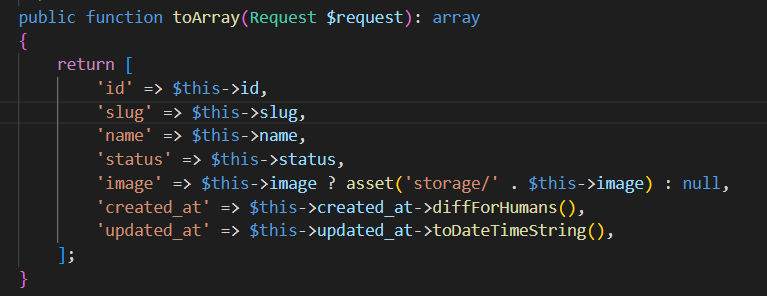 public function toArray(Request $request): array
{
    return [
        'id' => $this->id,
        'slug' => $this->slug,
        'name' => $this->name,
        'status' => $this->status,
        'image' => $this->image ? asset('storage/' . $this->image) : null,
        'created_at' => $this->created_at->diffForHumans(),
        'updated_at' => $this->updated_at->toDateTimeString(),
    ];
}